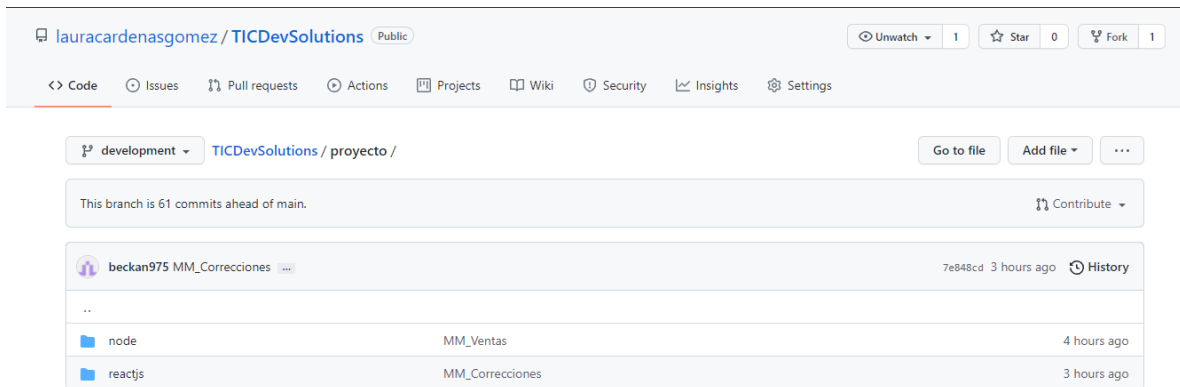 lauracardenasgomez / TICDevSolutions Public Unwatch 1 Star 0 Fork 1
<> Code Issues Pull requests Actions Projects Wiki Security Insights Settings
development TICDevSolutions / proyecto / Go to file Add file ...
This branch is 61 commits ahead of main. Contribute
beckan975 MM_Correcciones ... 7e848cd 3 hours ago History
..
node MM_Ventas 4 hours ago
reactjs MM_Correcciones 3 hours ago